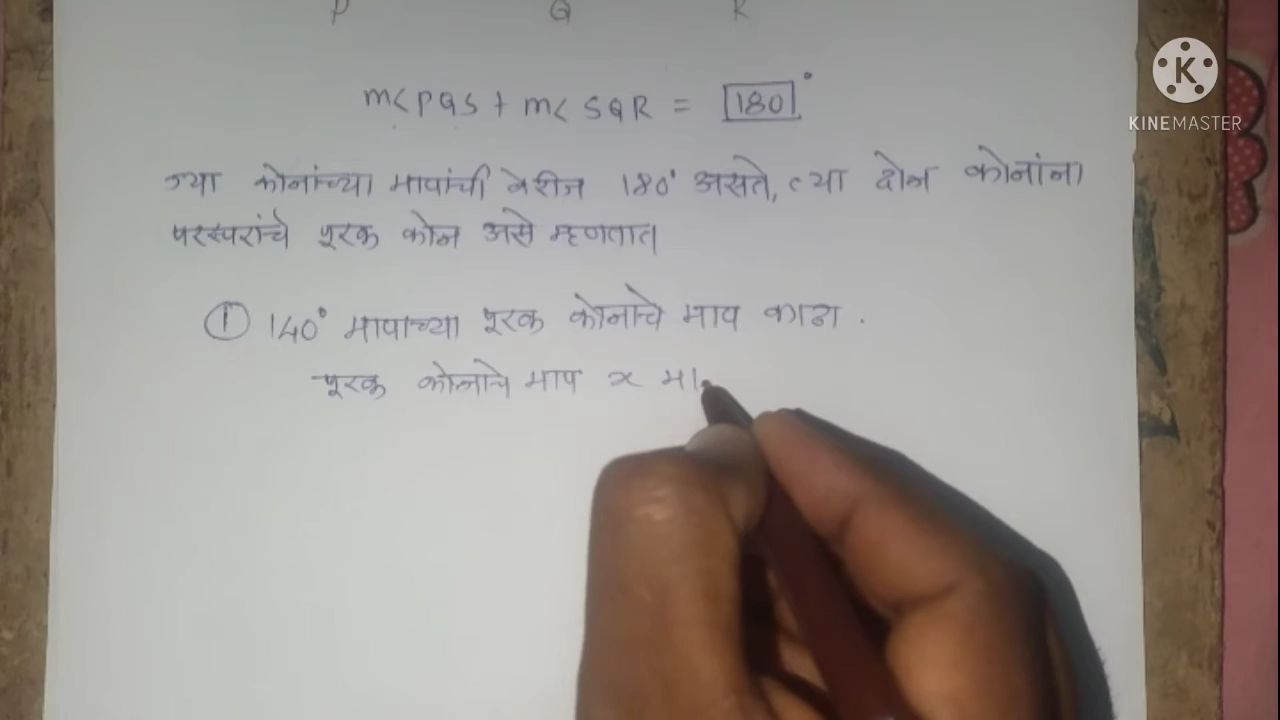 P Q R
m<PQS + m< SQR = 180°
ज्या कोनांच्या मापांची बेरीज 180° असते, त्या दोन कोनांना
परस्परांचे पूरक कोन असे म्हणतात|
① 140° मापाच्या पूरक कोनाचे माप काढा .
पूरक कोनाचे माप x मा
K
KINEMASTER